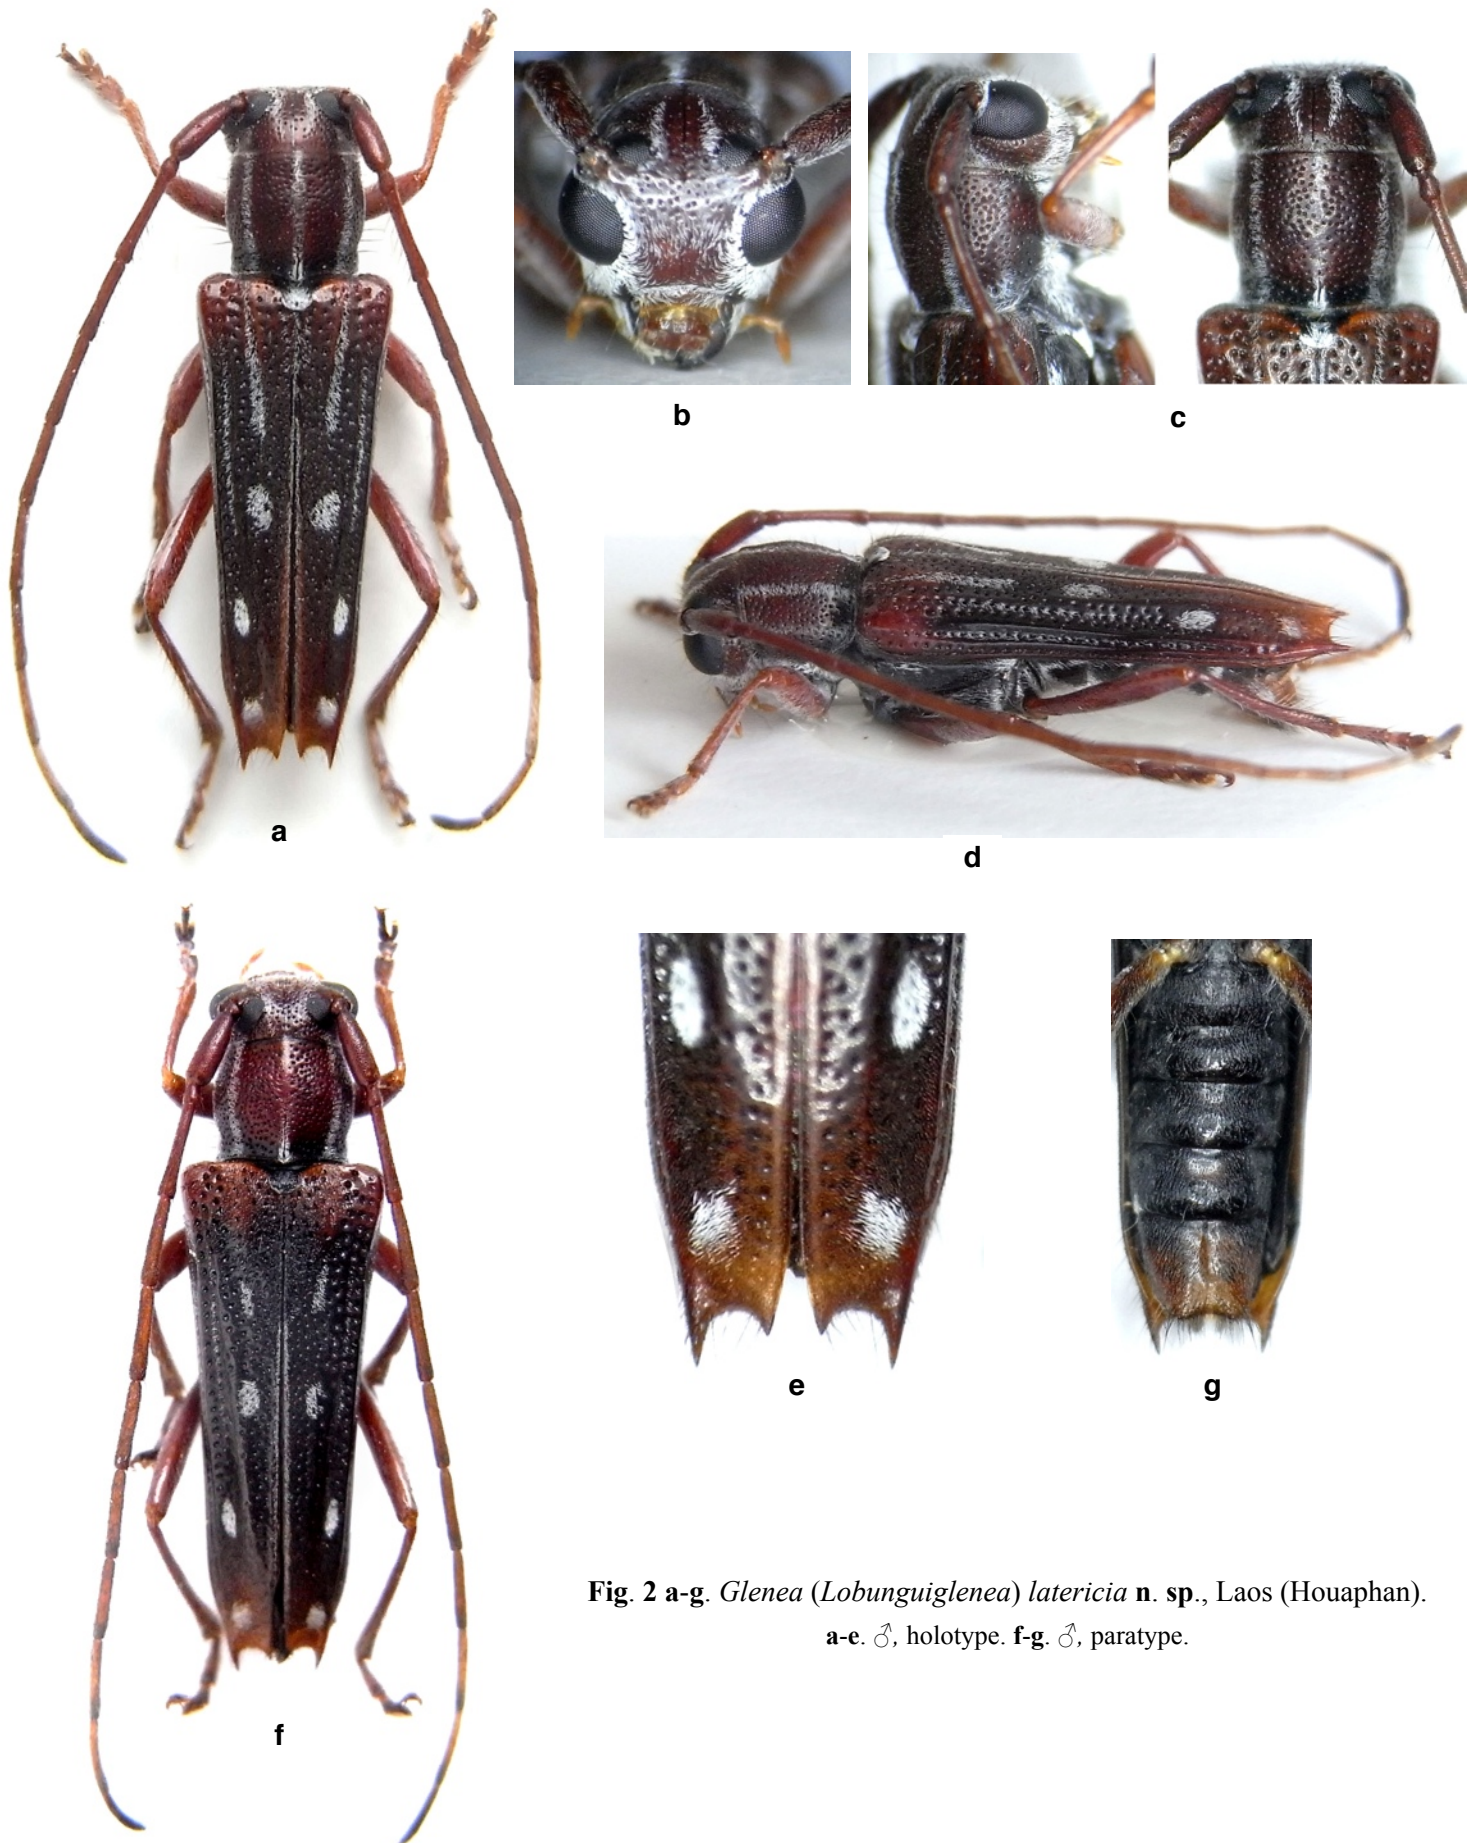 b
c
a
d
e
g
f
Fig. 2 a-g. Glenea (Lobunguiglenea) latericia n. sp., Laos (Houaphan).
a-e. ♂, holotype. f-g. ♂, paratype.